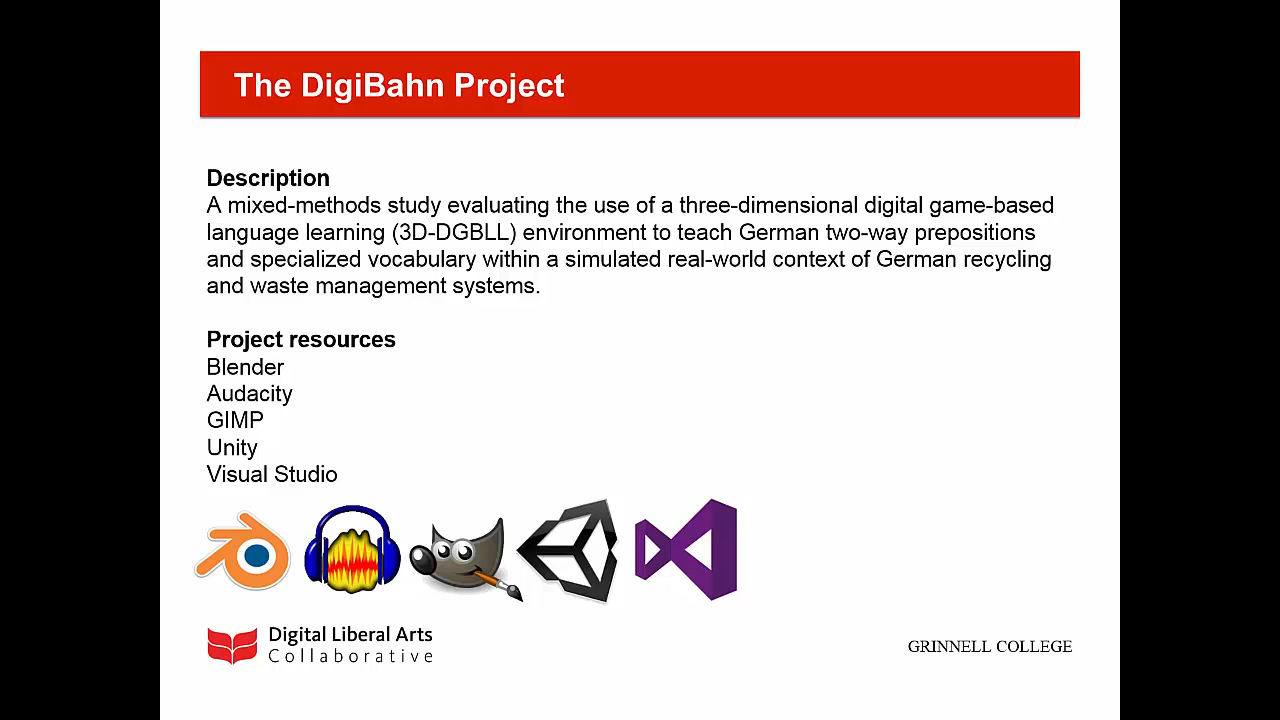 The DigiBahn Project
Description
A mixed-methods study evaluating the use of a three-dimensional digital game-based
language learning (3D-DGBLL) environment to teach German two-way prepositions
and specialized vocabulary within a simulated real-world context of German recycling
and waste management systems.
Project resources
Blender
Audacity
GIMP
Unity
Visual Studio
Digital Liberal Arts
Collaborative
GRINNELL COLLEGE